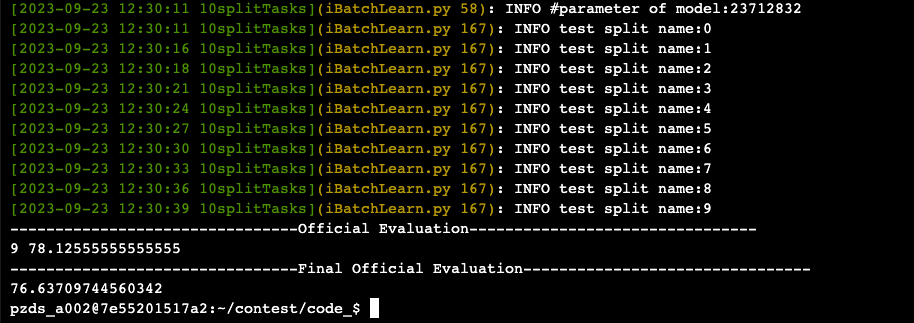 [2023-09-23 12:30:11 10splitTasks](iBatchLearn.py 58): INFO #parameter of model:23712832
[2023-09-23 12:30:11 10splitTasks](iBatchLearn.py 167): INFO test split name:0
[2023-09-23 12:30:16 10splitTasks](iBatchLearn.py 167): INFO test split name:1
[2023-09-23 12:30:18 10splitTasks](iBatchLearn.py 167): INFO test split name:2
[2023-09-23 12:30:21 10splitTasks](iBatchLearn.py 167): INFO test split name:3
[2023-09-23 12:30:24 10splitTasks](iBatchLearn.py 167): INFO test split name:4
[2023-09-23 12:30:27 10splitTasks](iBatchLearn.py 167): INFO test split name:5
[2023-09-23 12:30:30 10splitTasks](iBatchLearn.py 167): INFO test split name:6
[2023-09-23 12:30:33 10splitTasks](iBatchLearn.py 167): INFO test split name:7
[2023-09-23 12:30:36 10splitTasks](iBatchLearn.py 167): INFO test split name:8
[2023-09-23 12:30:39 10splitTasks](iBatchLearn.py 167): INFO test split name:9
------------------------------Official Evaluation------------------------------
9 78.12555555555555
------------------------------Final Official Evaluation------------------------------
76.63709744560342
pzds_a002@7e55201517a2:~/contest/code_$